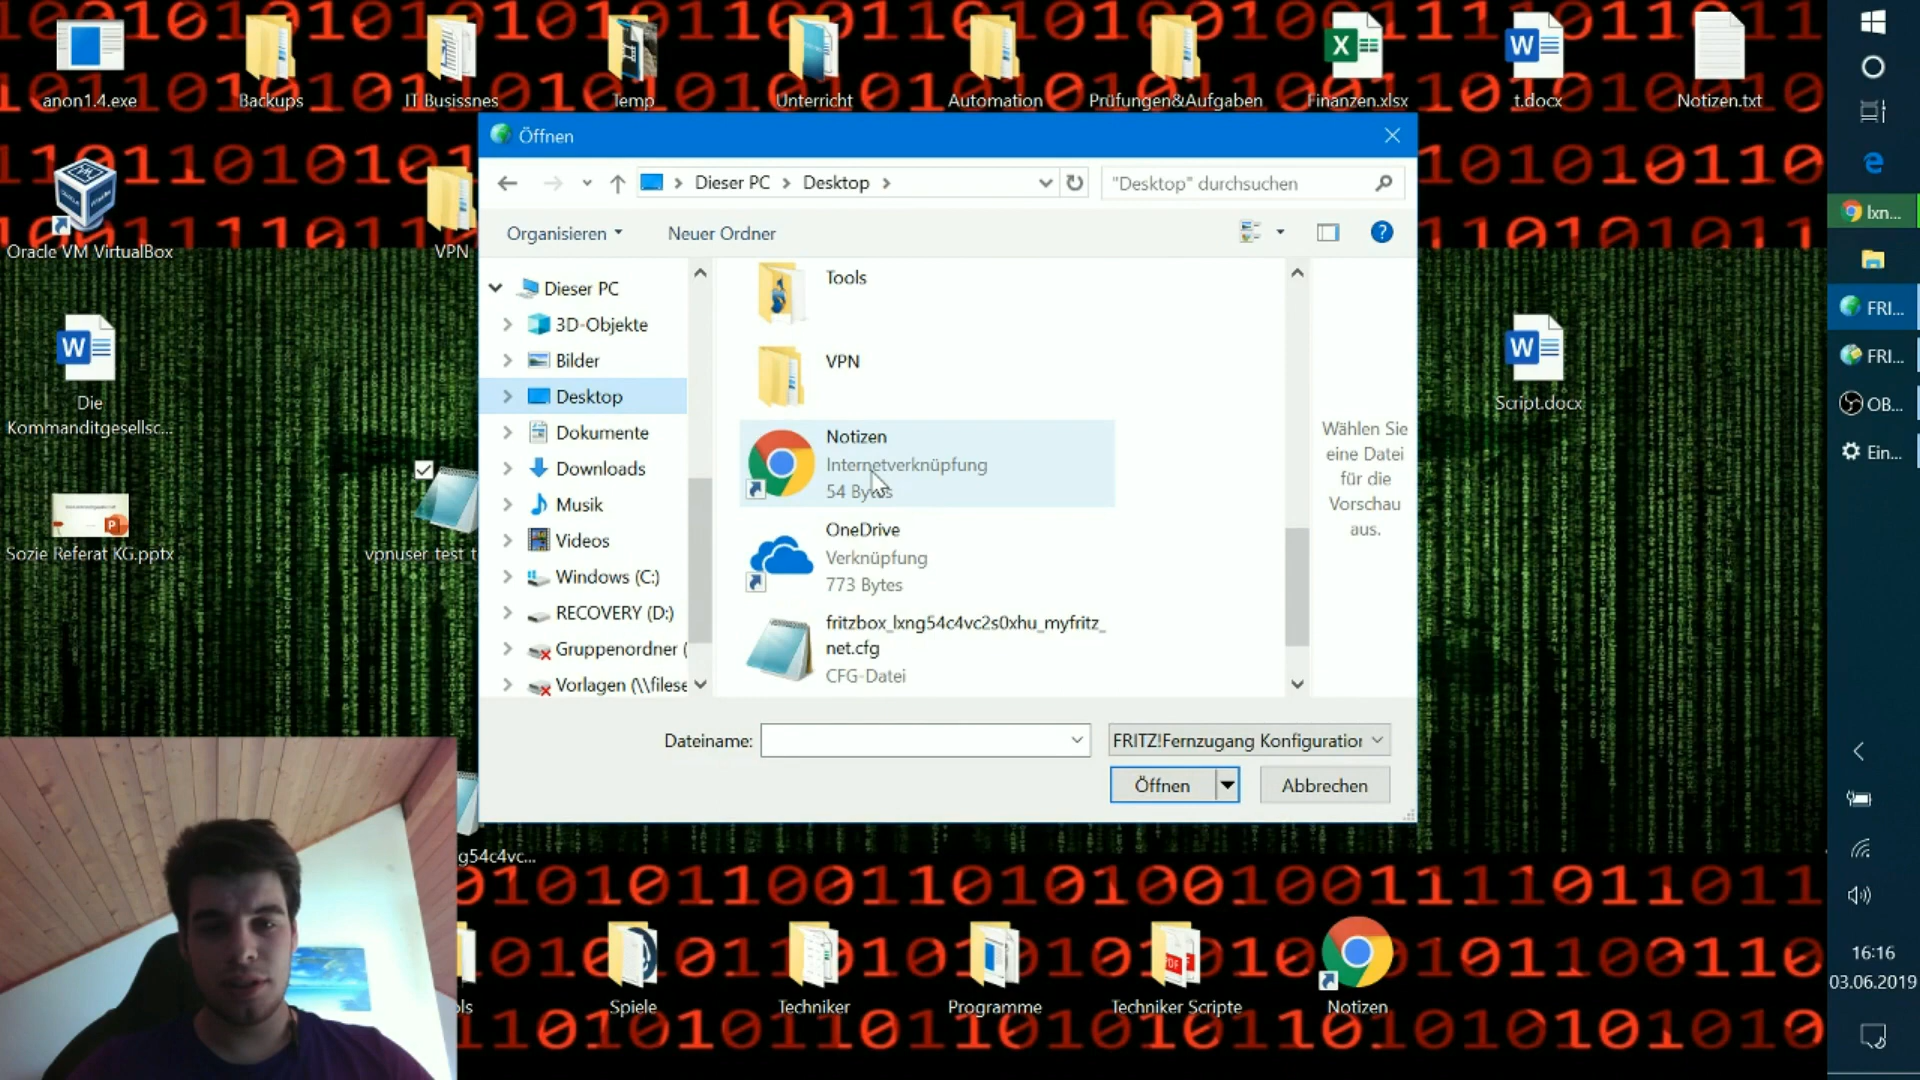 anon1.4.exe
Backups
IT Busissnes
Temp
Unterricht
Automation
Prüfungen&Aufgaben
Finanzen.xlsx
t.docx
Notizen.txt
Oracle VM VirtualBox
VPN
Die
Kommanditgesellsc...
Sozie Referat KG.pptx
vpnuser_test_t
g54c4vc...
Script.docx
Öffnen
Dieser PC
Desktop
"Desktop" durchsuchen
Organisieren
Neuer Ordner
Dieser PC
3D-Objekte
Bilder
Desktop
Dokumente
Downloads
Musik
Videos
Windows (C:)
RECOVERY (D:)
Gruppenordner (
Vorlagen (\\filese
Tools
VPN
Notizen
Internetverknüpfung
54 Bytes
OneDrive
Verknüpfung
773 Bytes
fritzbox_lxng54c4vc2s0xhu_myfritz_
net.cfg
CFG-Datei
Wählen Sie
eine Datei
für die
Vorschau
aus.
Dateiname:
FRITZ!Fernzugang Konfiguration
Öffnen
Abbrechen
ols
Spiele
Techniker
Programme
Techniker Scripte
Notizen
lxn...
FRI...
FRI...
OB...
Ein...
16:16
03.06.2019